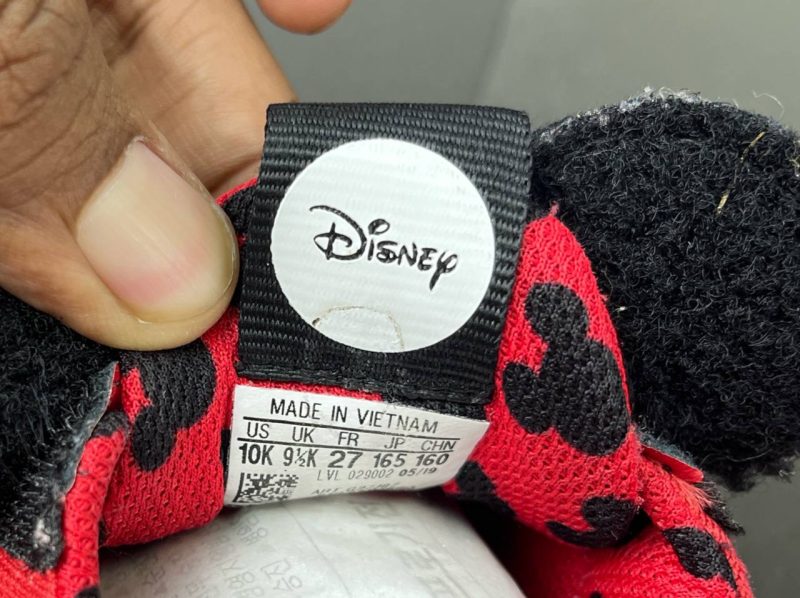 Disney
MADE IN VIETNAM
US UK FR JP CHN
10K 9½K 27 165 160
LVL 029002 05/19